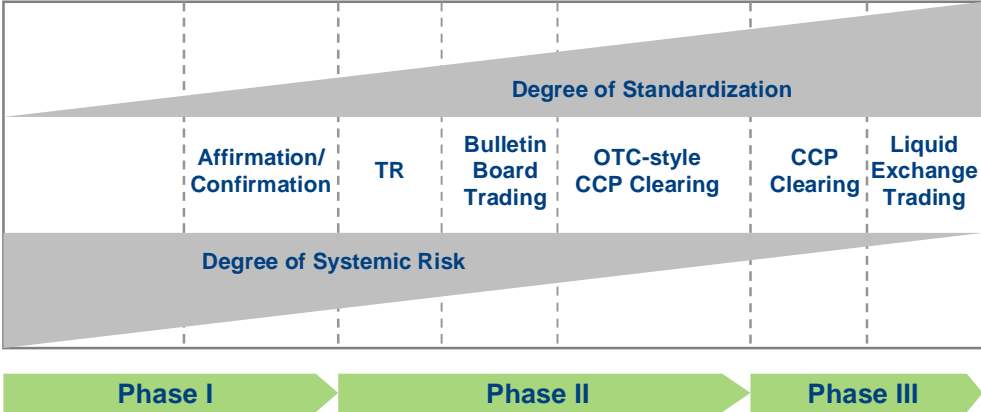 Degree of Standardization
Affirmation/
Confirmation
TR
Bulletin
Board
Trading
OTC-style
CCP Clearing
CCP
Clearing
Liquid
Exchange
Trading
Degree of Systemic Risk
Phase I
Phase II
Phase III